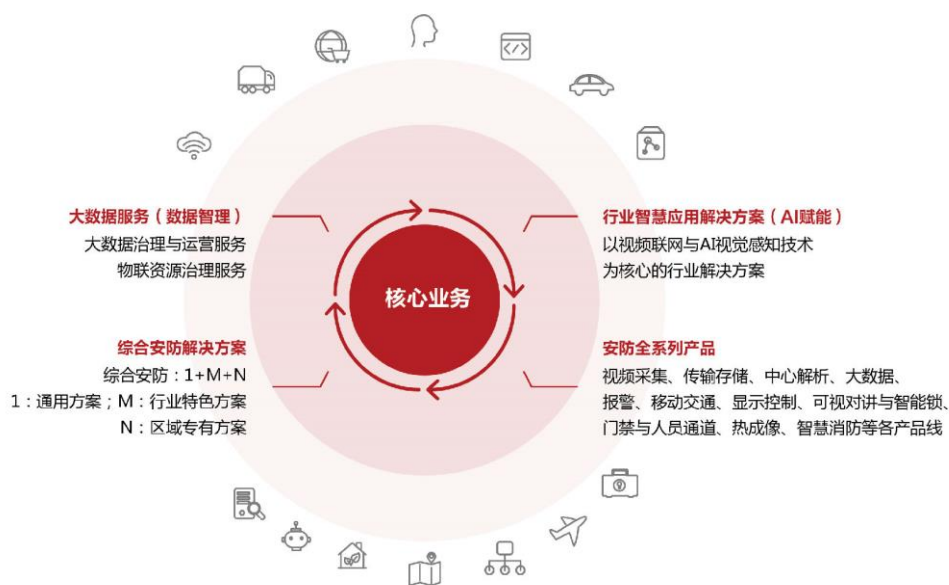 大数据服务（数据智理）
大数据治理与运营服务
物联资源治理服务
行业智慧应用解决方案（AI赋能）
以视频联网与AI视觉感知技术
为核心的行业解决方案
核心业务
综合安防解决方案
综合安防：1+M+N
1：通用方案；M：行业特色方案
N：区域专有方案
安防全系列产品
视频采集、传输存储、中心解析、大数据、
报警、移动交通、显示控制、可视对讲与智能锁、
门禁与人员通道、热成像、智慧消防等各产品线